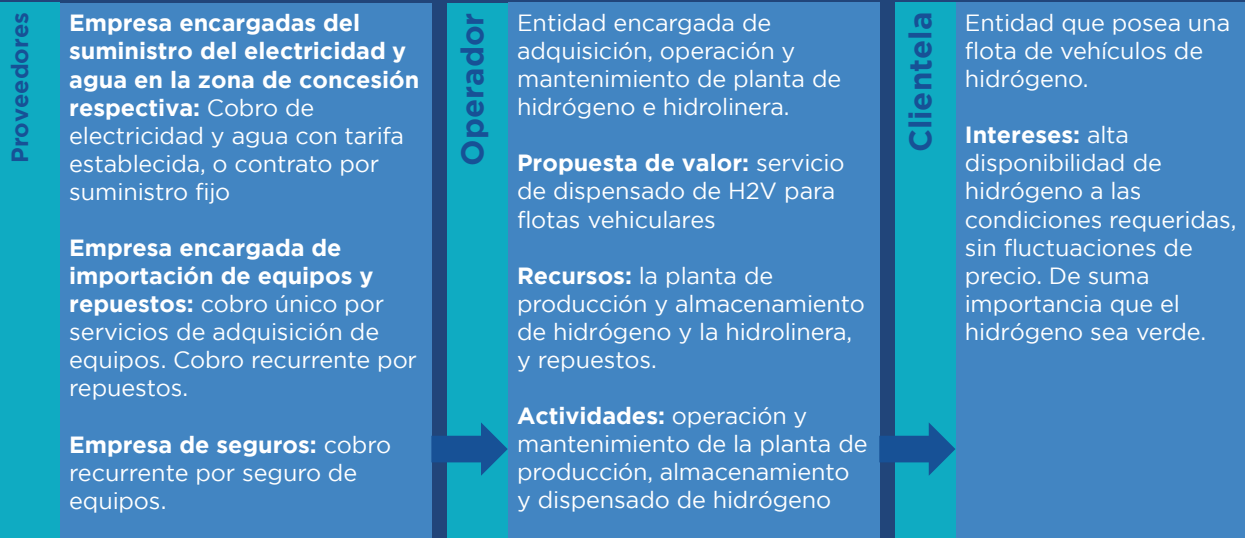 Proveedores
Empresa encargadas del
suministro del electricidad y
agua en la zona de concesión
respectiva: Cobro de
electricidad y agua con tarifa
establecida, o contrato por
suministro fijo
Empresa encargada de
importación de equipos y
repuestos: cobro único por
servicios de adquisición de
equipos. Cobro recurrente por
repuestos.
Empresa de seguros: cobro
recurrente por seguro de
equipos.
Operador
Entidad encargada de
adquisición, operación y
mantenimiento de planta de
hidrógeno e hidrolinera.
Propuesta de valor: servicio
de dispensado de H2V para
flotas vehiculares
Recursos: la planta de
producción y almacenamiento
de hidrógeno y la hidrolinera,
y repuestos.
Actividades: operación y
mantenimiento de la planta de
producción, almacenamiento
y dispensado de hidrógeno
Clientela
Entidad que posea una
flota de vehículos de
hidrógeno.
Intereses: alta
disponibilidad de
hidrógeno a las
condiciones requeridas,
sin fluctuaciones de
precio. De suma
importancia que el
hidrógeno sea verde.